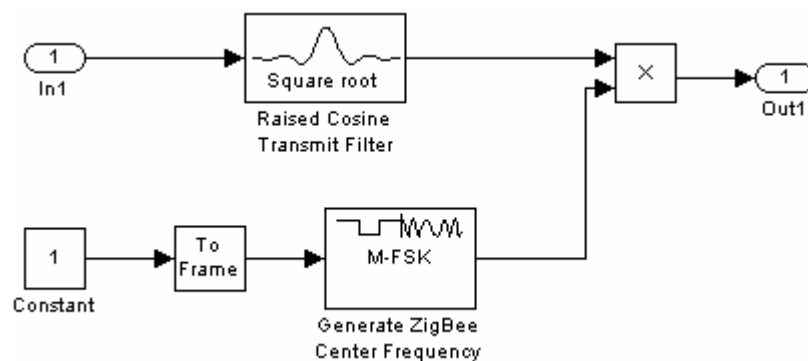 1
In1
Square root
Raised Cosine
Transmit Filter
×
1
Out1
1
Constant
To
Frame
M-FSK
Generate ZigBee
Center Frequency